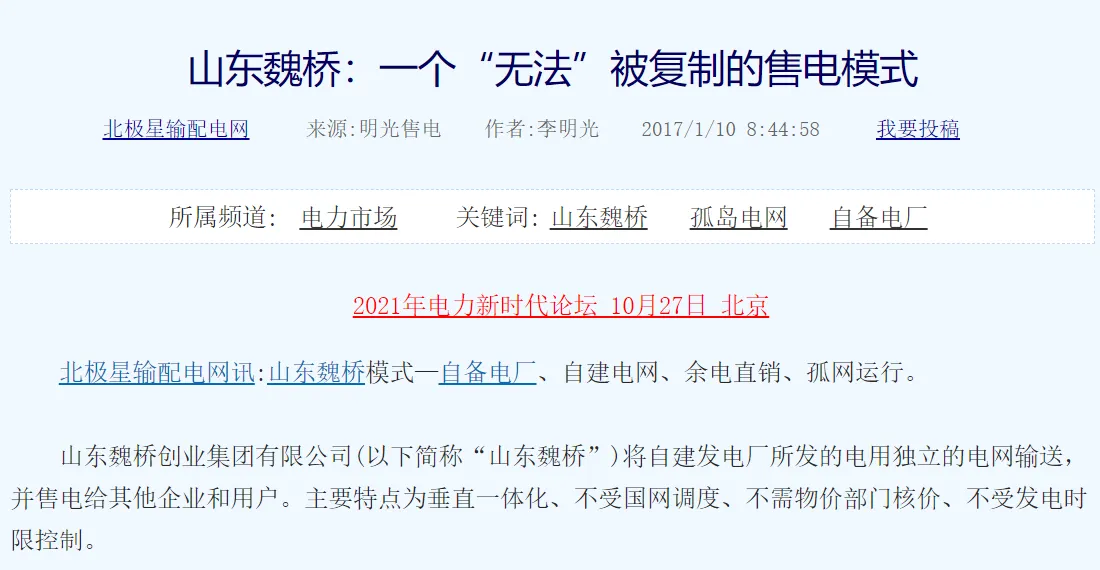 山东魏桥：一个“无法”被复制的售电模式
北极星输配电网 来源:明光售电 作者:李明光 2017/1/10 8:44:58 我要投稿
所属频道: 电力市场 关键词: 山东魏桥 孤岛电网 自备电厂
2021年电力新时代论坛 10月27日 北京
北极星输配电网讯:山东魏桥模式—自备电厂、自建电网、余电直销、孤网运行。
山东魏桥创业集团有限公司(以下简称“山东魏桥”)将自建发电厂所发的电用独立的电网输送，
并售电给其他企业和用户。主要特点为垂直一体化、不受国网调度、不需物价部门核价、不受发电时
限控制。